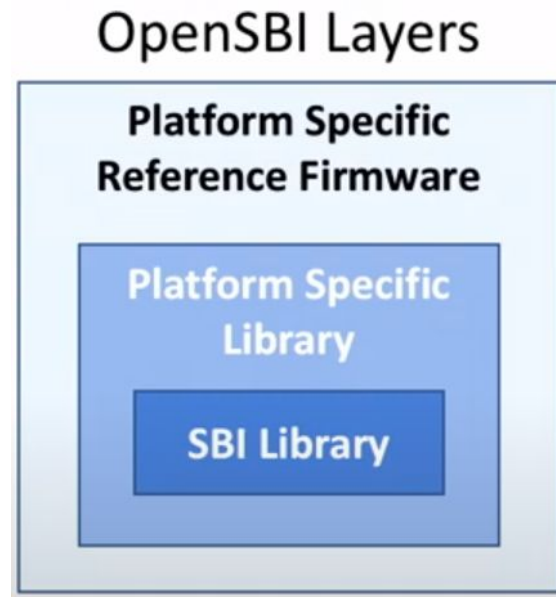 OpenSBI Layers
Platform Specific
Reference Firmware
Platform Specific
Library
SBI Library